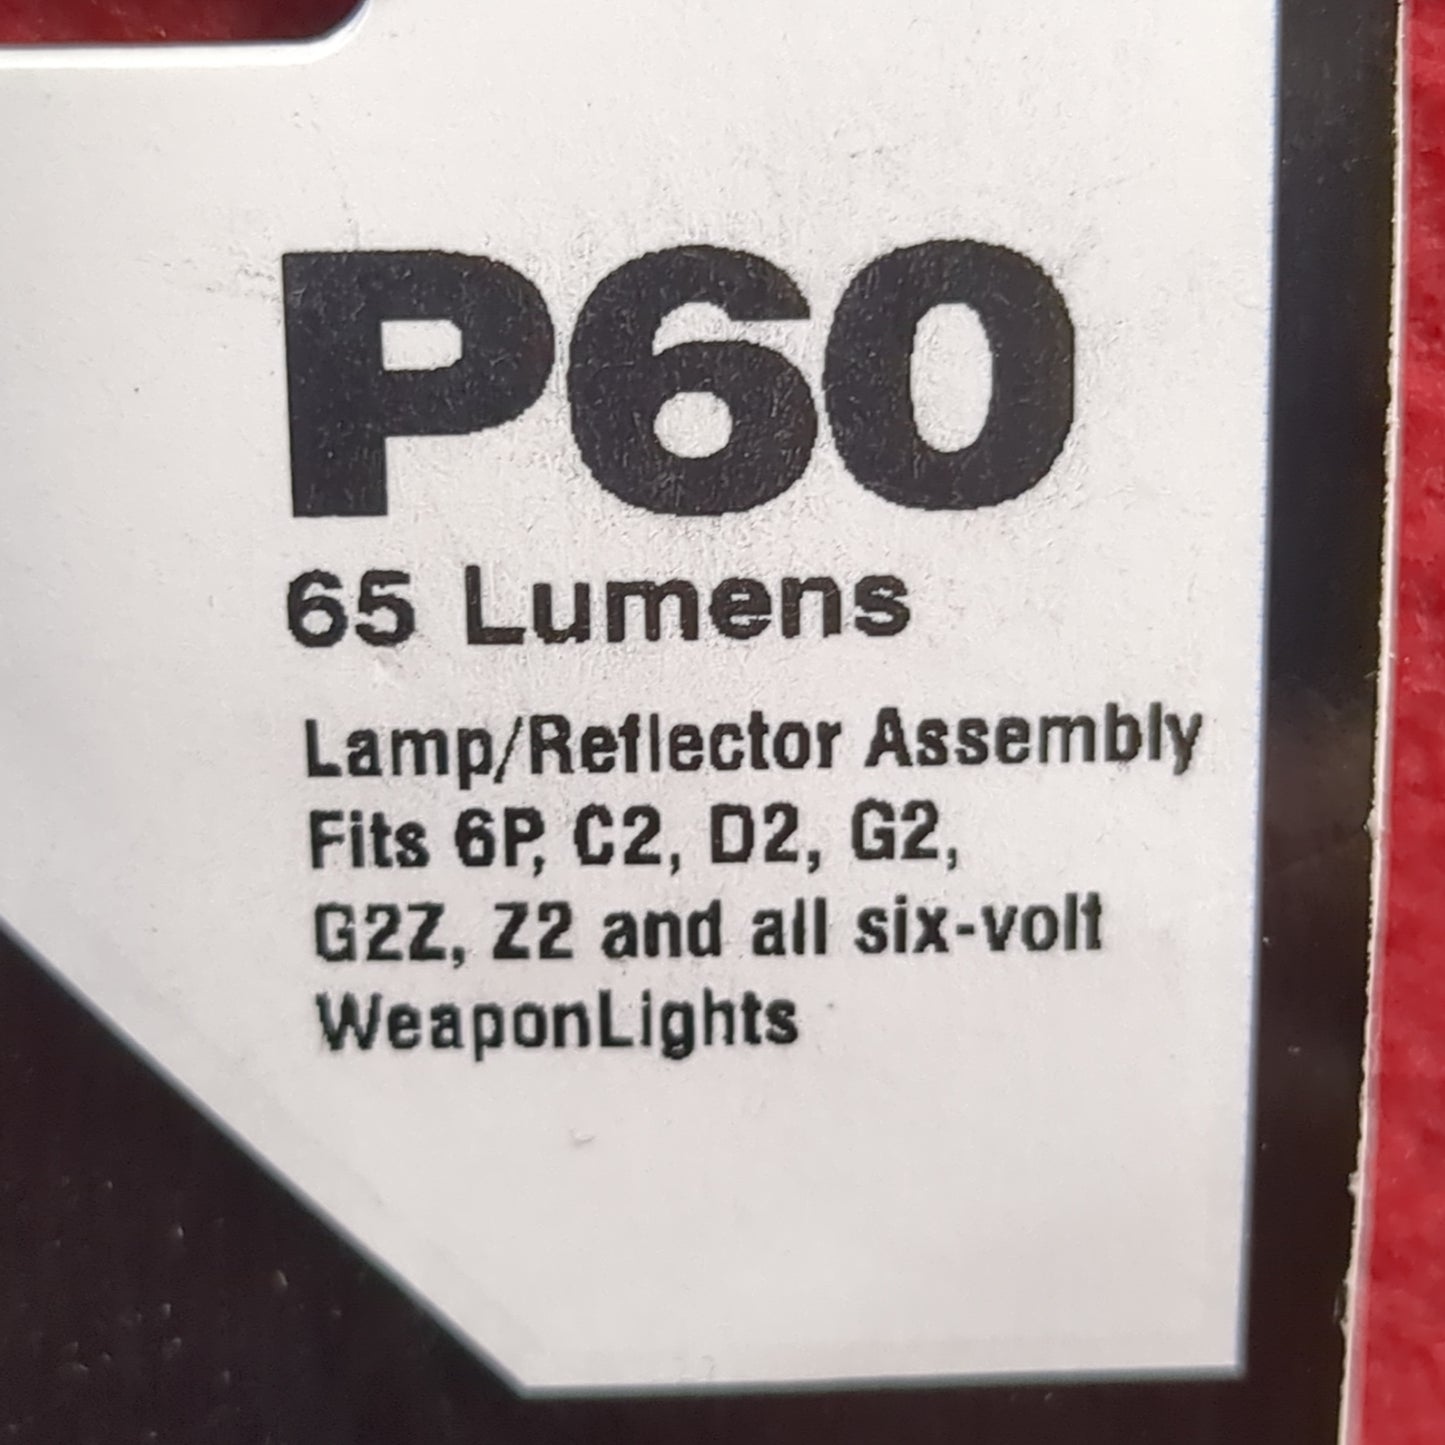 P60
65 Lumens
Lamp/Reflector Assembly
Fits 6P, C2, D2, G2,
G2Z, Z2 and all six-volt
WeaponLights